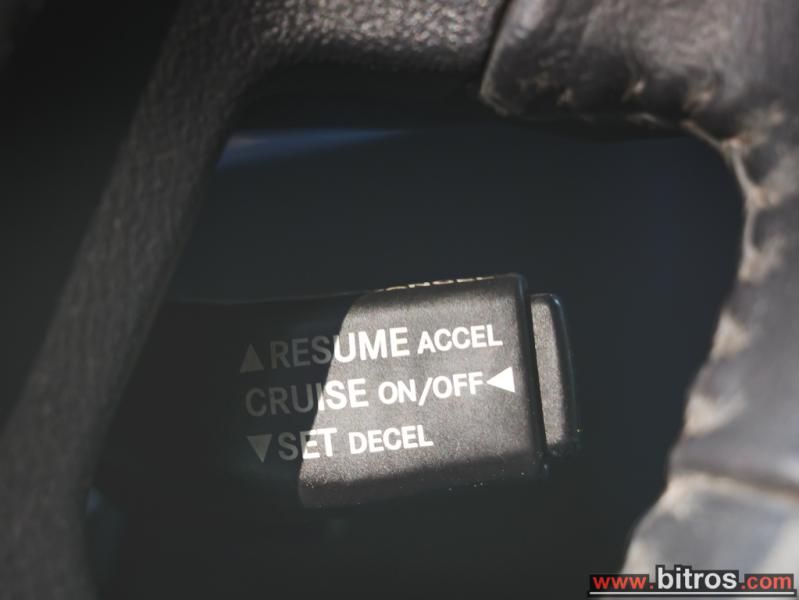 ▲RESUME ACCEL
CRUISE ON/OFF◀
▼SET DECEL
www.bitros.com